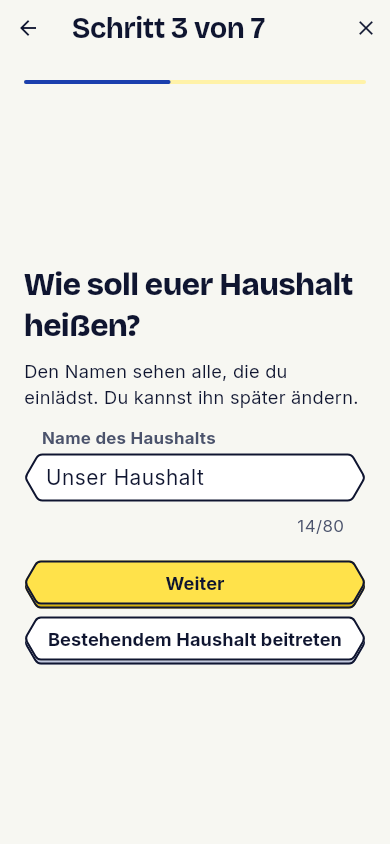 Schritt 3 von 7
Wie soll euer Haushalt
heißen?
Den Namen sehen alle, die du
einlädst. Du kannst ihn später ändern.
Name des Haushalts
Unser Haushalt
14/80
Weiter
Bestehendem Haushalt beitreten